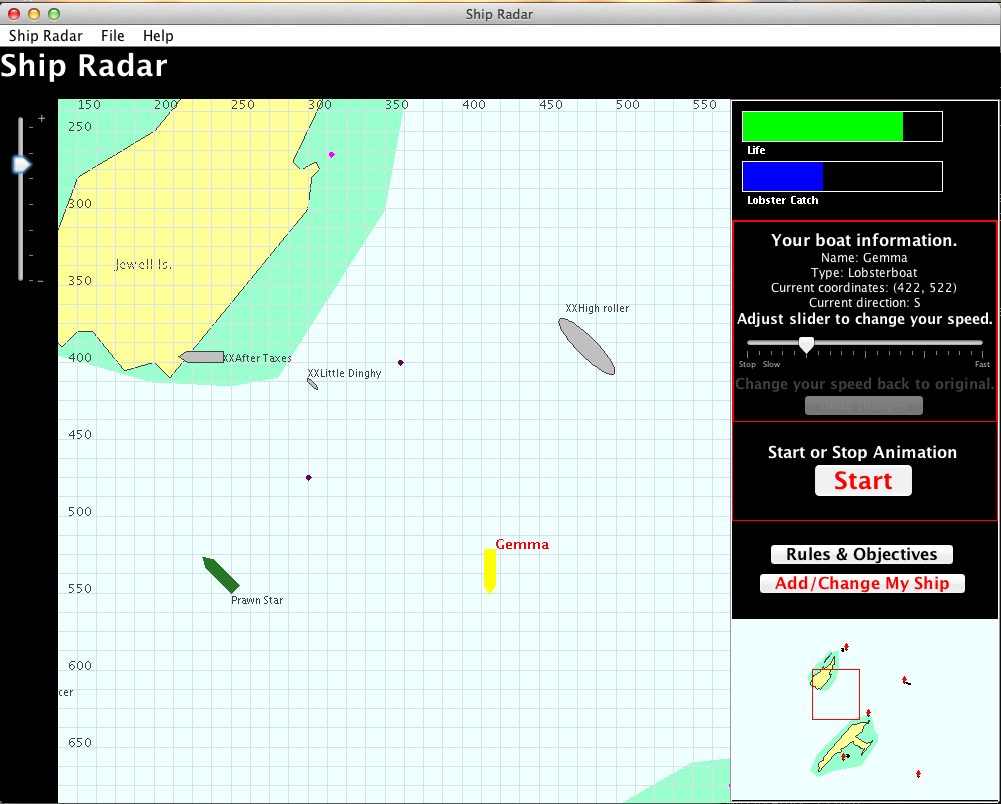 Ship Radar
Ship Radar File Help
Ship Radar
150 200 250 300 350 400 450 500 550
+
250
300
350
400
450
500
550
600
650
-
Jewell Is.
XXHigh roller
XXAfter Taxes
XXLittle Dinghy
Gemma
Prawn Star
cer
Life
Lobster Catch
Your boat information.
Name: Gemma
Type: Lobsterboat
Current coordinates: (422, 522)
Current direction: S
Adjust slider to change your speed.
Stop Slow Fast
Change your speed back to original.
Undo changes
Start or Stop Animation
Start
Rules & Objectives
Add/Change My Ship